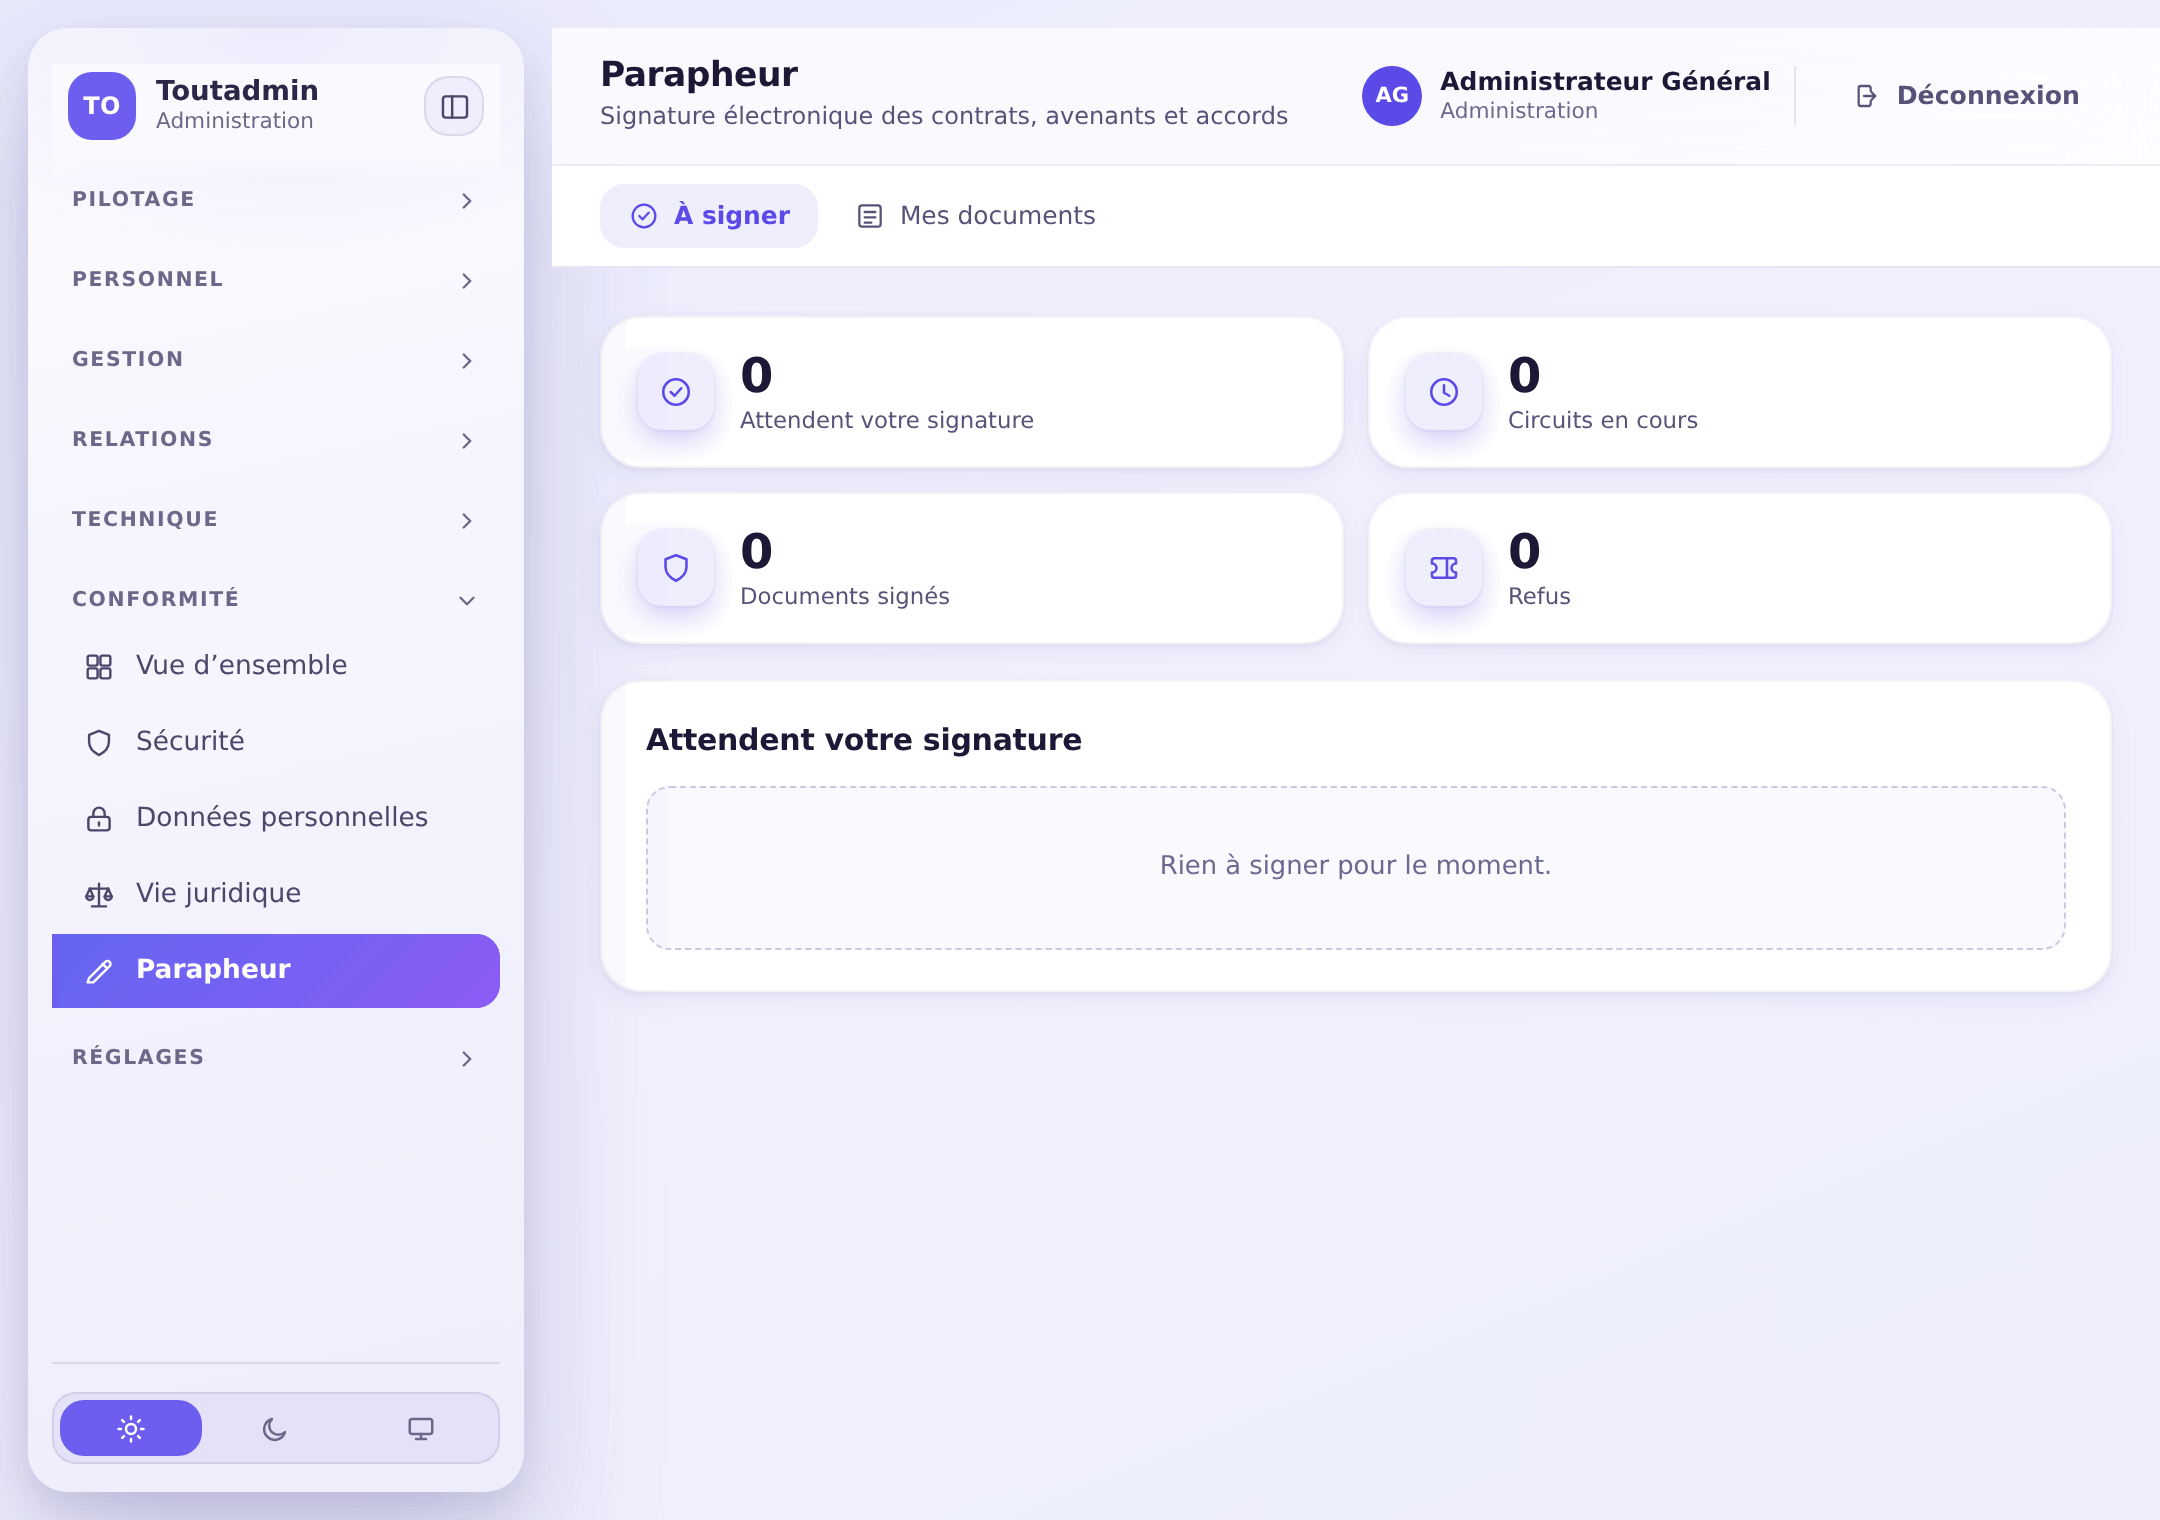 TO
Toutadmin
Administration
PILOTAGE
PERSONNEL
GESTION
RELATIONS
TECHNIQUE
CONFORMITÉ
Vue d’ensemble
Sécurité
Données personnelles
Vie juridique
Parapheur
RÉGLAGES
Parapheur
Signature électronique des contrats, avenants et accords
AG
Administrateur Général
Administration
Déconnexion
À signer
Mes documents
0
Attendent votre signature
0
Circuits en cours
0
Documents signés
0
Refus
Attendent votre signature
Rien à signer pour le moment.